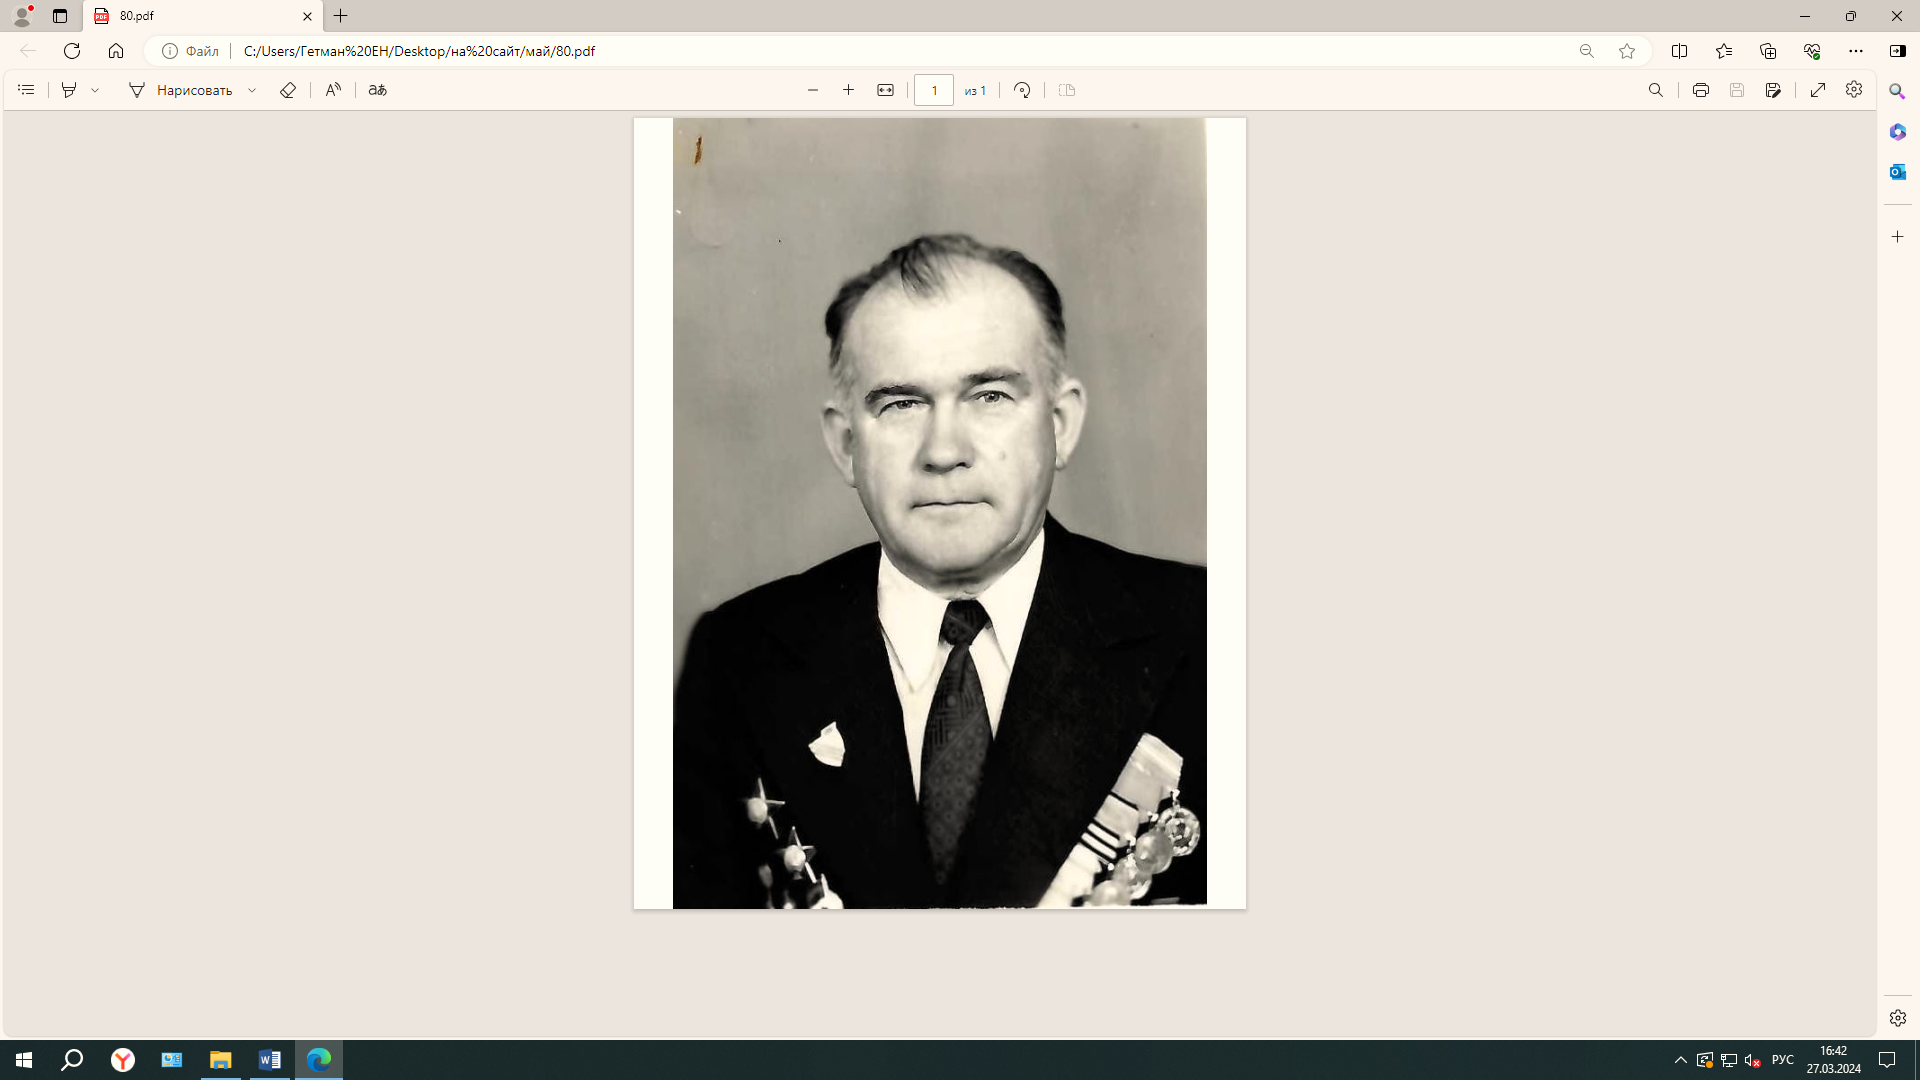 80.pdf
Файл
C:/Users/Гетман%20ЕН/Desktop/на%20сайт/май/80.pdf
Нарисовать
1
из 1
РУС
16:42
27.03.2024